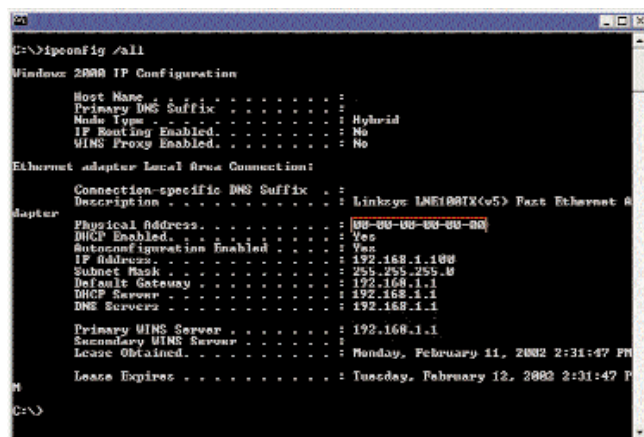 C:\>ipconfig /all
Windows 2000 IP Configuration
Host Name . . . . . . . . . . . . :
Primary DNS Suffix . . . . . . . :
Node Type . . . . . . . . . . . . : Hybrid
IP Routing Enabled. . . . . . . . : No
WINS Proxy Enabled. . . . . . . . : No
Ethernet adapter Local Area Connection:
Connection-specific DNS Suffix . :
Description . . . . . . . . . . . : Linksys LNE100TX(v5) Fast Ethernet A
dapter
Physical Address. . . . . . . . . : 00-00-00-00-00-00
DHCP Enabled. . . . . . . . . . . : Yes
Autoconfiguration Enabled . . . . : Yes
IP Address. . . . . . . . . . . . : 192.168.1.100
Subnet Mask . . . . . . . . . . . : 255.255.255.0
Default Gateway . . . . . . . . . : 192.168.1.1
DHCP Server . . . . . . . . . . . : 192.168.1.1
DNS Servers . . . . . . . . . . . : 192.168.1.1
Primary WINS Server . . . . . . . : 192.168.1.1
Secondary WINS Server . . . . . . :
Lease Obtained. . . . . . . . . . : Monday, February 11, 2002 2:31:47 PM
Lease Expires . . . . . . . . . . : Tuesday, February 12, 2002 2:31:47 P
M
C:\>